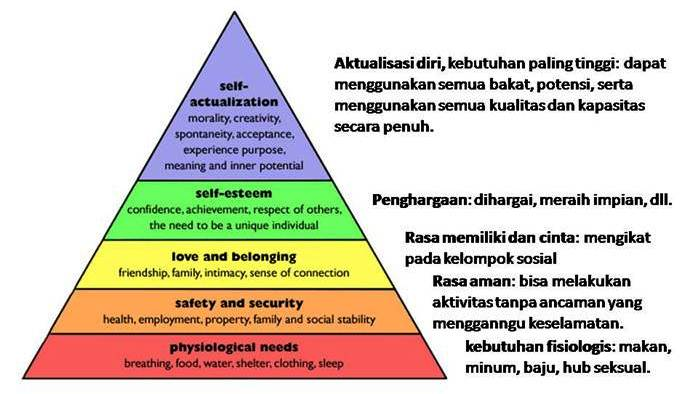 self-
actualization
morality, creativity,
spontaneity, acceptance,
experience purpose,
meaning and inner potential
Aktualisasi diri, kebutuhan paling tinggi: dapat
menggunakan semua bakat, potensi, serta
menggunakan semua kualitas dan kapasitas
secara penuh.
self-esteem
confidence, achievement, respect of others,
the need to be a unique individual
Penghargaan: dihargai, meraih impian, dll.
love and belonging
friendship, family, intimacy, sense of connection
Rasa memiliki dan cinta: mengikat
pada kelompok sosial
safety and security
health, employment, property, family and social stability
Rasa aman: bisa melakukan
aktivitas tanpa ancaman yang
mengganngu keselamatan.
physiological needs
breathing, food, water, shelter, clothing, sleep
kebutuhan fisiologis: makan,
minum, baju, hub seksual.